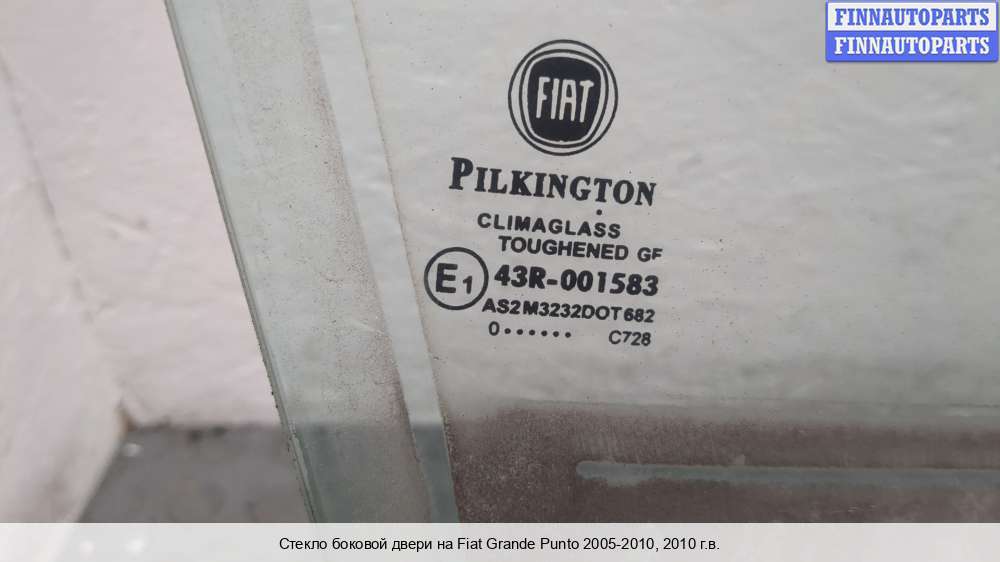 FINNAUTOPARTS
FINNAUTOPARTS
FIAT
PILKINGTON
CLIMAGLASS
TOUGHENED GF
E1 43R-001583
AS2M3232DOT682
0•••••• C728
Стекло боковой двери на Fiat Grande Punto 2005-2010, 2010 г.в.